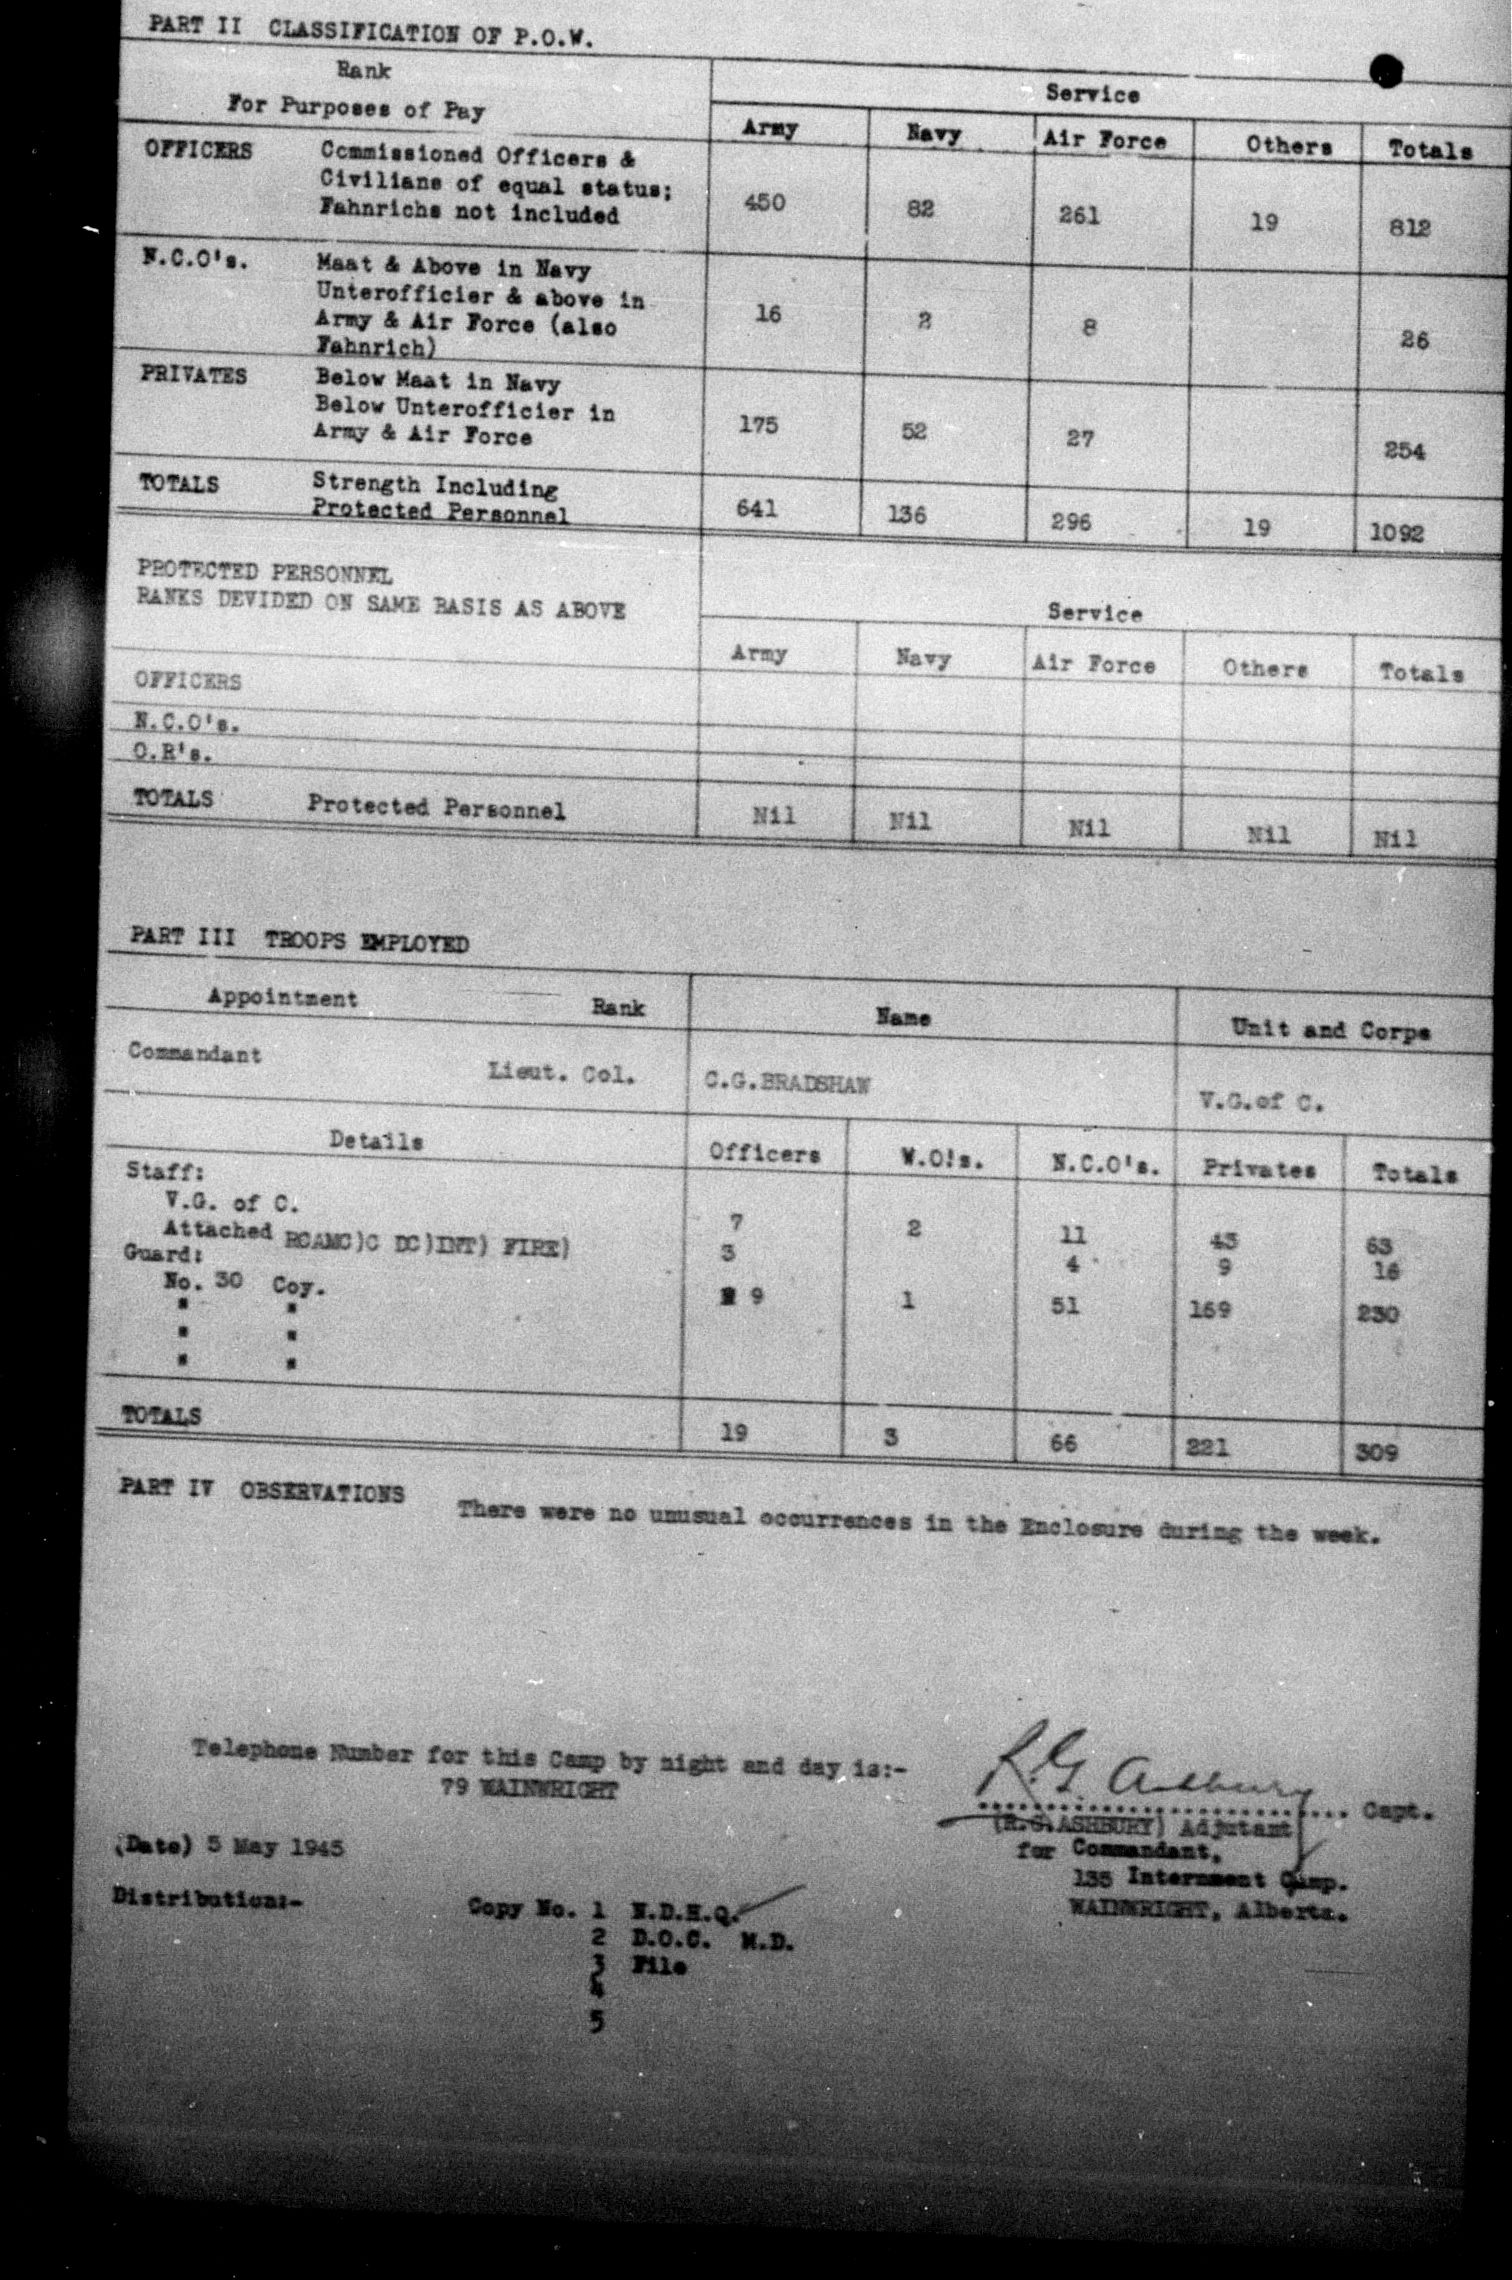 PART II CLASSIFICATION OF P.O.W.
Rank
For Purposes of Pay
Service
Army Navy Air Force Others Totals
OFFICERS Commissioned Officers &
Civilians of equal status;
Fahnrichs not included
450 82 261 19 812
N.C.O's. Maat & Above in Navy
Unterofficier & above in
Army & Air Force (also
Fahnrich)
16 2 8 26
PRIVATES Below Maat in Navy
Below Unterofficier in
Army & Air Force
175 52 27 254
TOTALS Strength Including
Protected Personnel
641 136 296 19 1092
PROTECTED PERSONNEL
RANKS DEVIDED ON SAME BASIS AS ABOVE
Service
Army Navy Air Force Others Totals
OFFICERS
N.C.O's.
O.R's.
TOTALS Protected Personnel Nil Nil Nil Nil Nil
PART III TROOPS EMPLOYED
Appointment Rank Name Unit and Corps
Commandant Lieut. Col. C.G.BRADSHAW V.G.of C.
Details Officers W.O!s. N.C.O's. Privates Totals
Staff:
V.G. of C. 7 2 11 43 63
Attached RCAMC)C DC)INT) FIRE) 3 4 9 16
Guard:
No. 30 Coy. 9 1 51 169 230
" "
" "
" "
TOTALS 19 3 66 221 309
PART IV OBSERVATIONS
There were no unusual occurrences in the Enclosure during the week.
Telephone Number for this Camp by night and day is:-
79 WAINWRIGHT
R.G. Ashbury
.......................... Capt.
(R.G.ASHBURY) Adjutant
for Commandant,
135 Internment Camp.
WAINWRIGHT, Alberta.
(Date) 5 May 1945
Distribution:-
Copy No. 1 N.D.H.Q.
2 D.O.C. M.D.
3 File
4
5